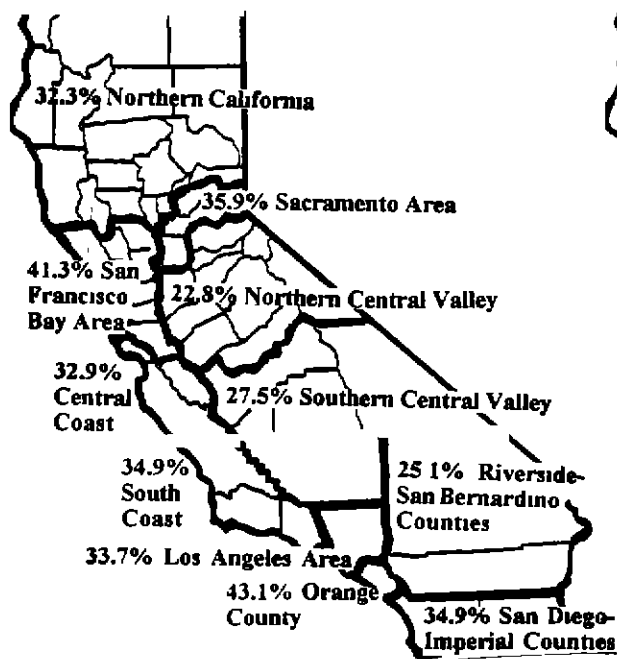 32.3% Northern California
35.9% Sacramento Area
41.3% San
Francisco
Bay Area
22.8% Northern Central Valley
32.9%
Central
Coast
27.5% Southern Central Valley
34.9%
South
Coast
25 1% Riverside-
San Bernardino
Counties
33.7% Los Angeles Area
43.1% Orange
County
34.9% San Diego-
Imperial Counties